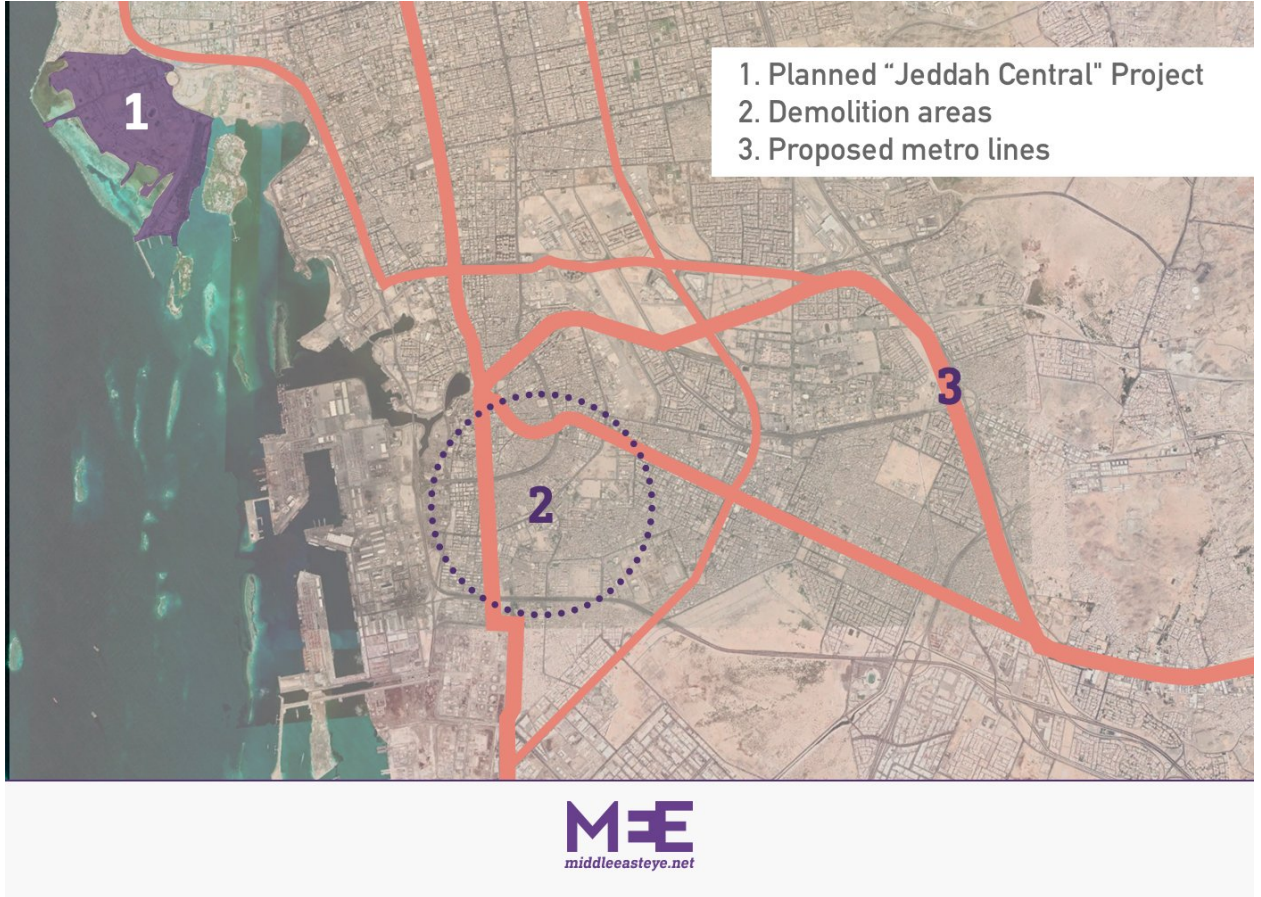 1. Planned “Jeddah Central" Project
2. Demolition areas
3. Proposed metro lines
1
2
3
MEE
middleeasteye.net